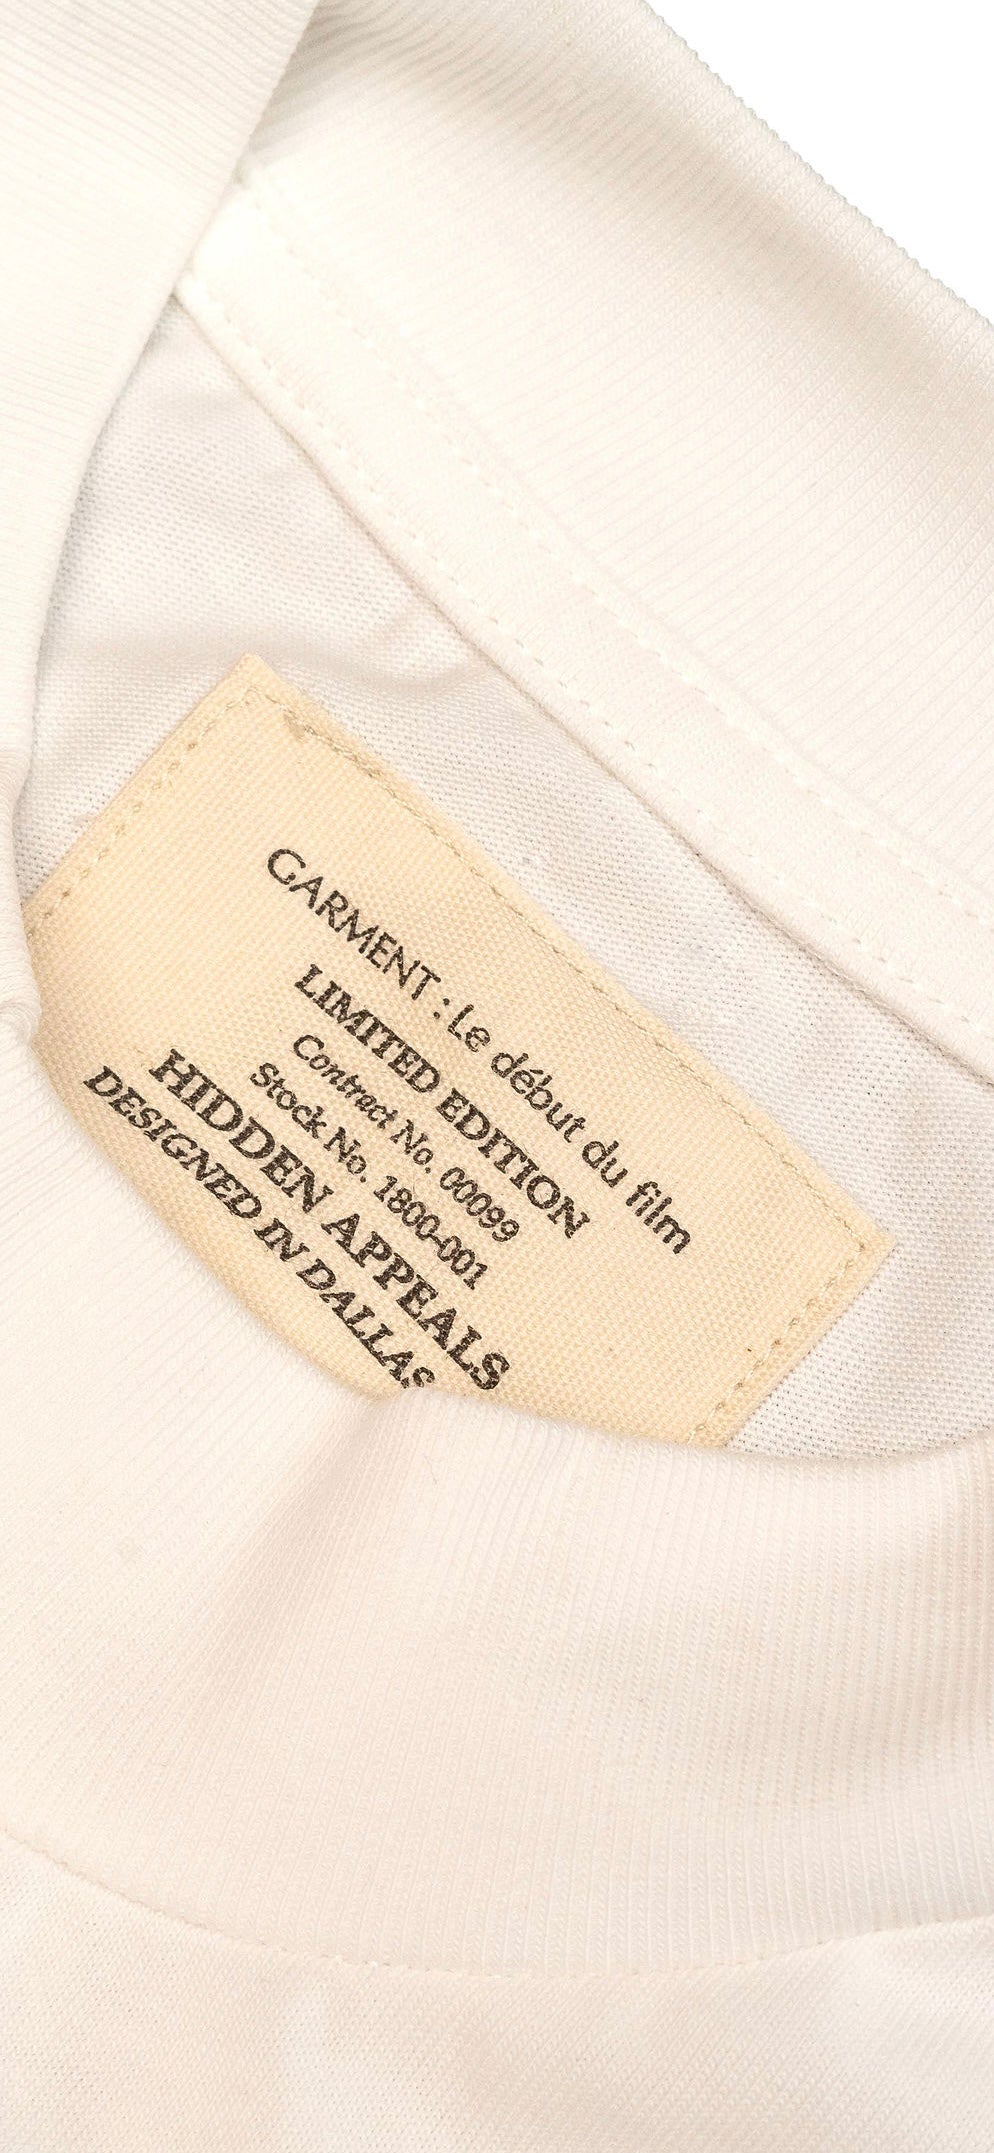 GARMENT : Le début du film
LIMITED EDITION
Contract No. 00099
Stock No. 1800-001
HIDDEN APPEALS
DESIGNED IN DALLAS